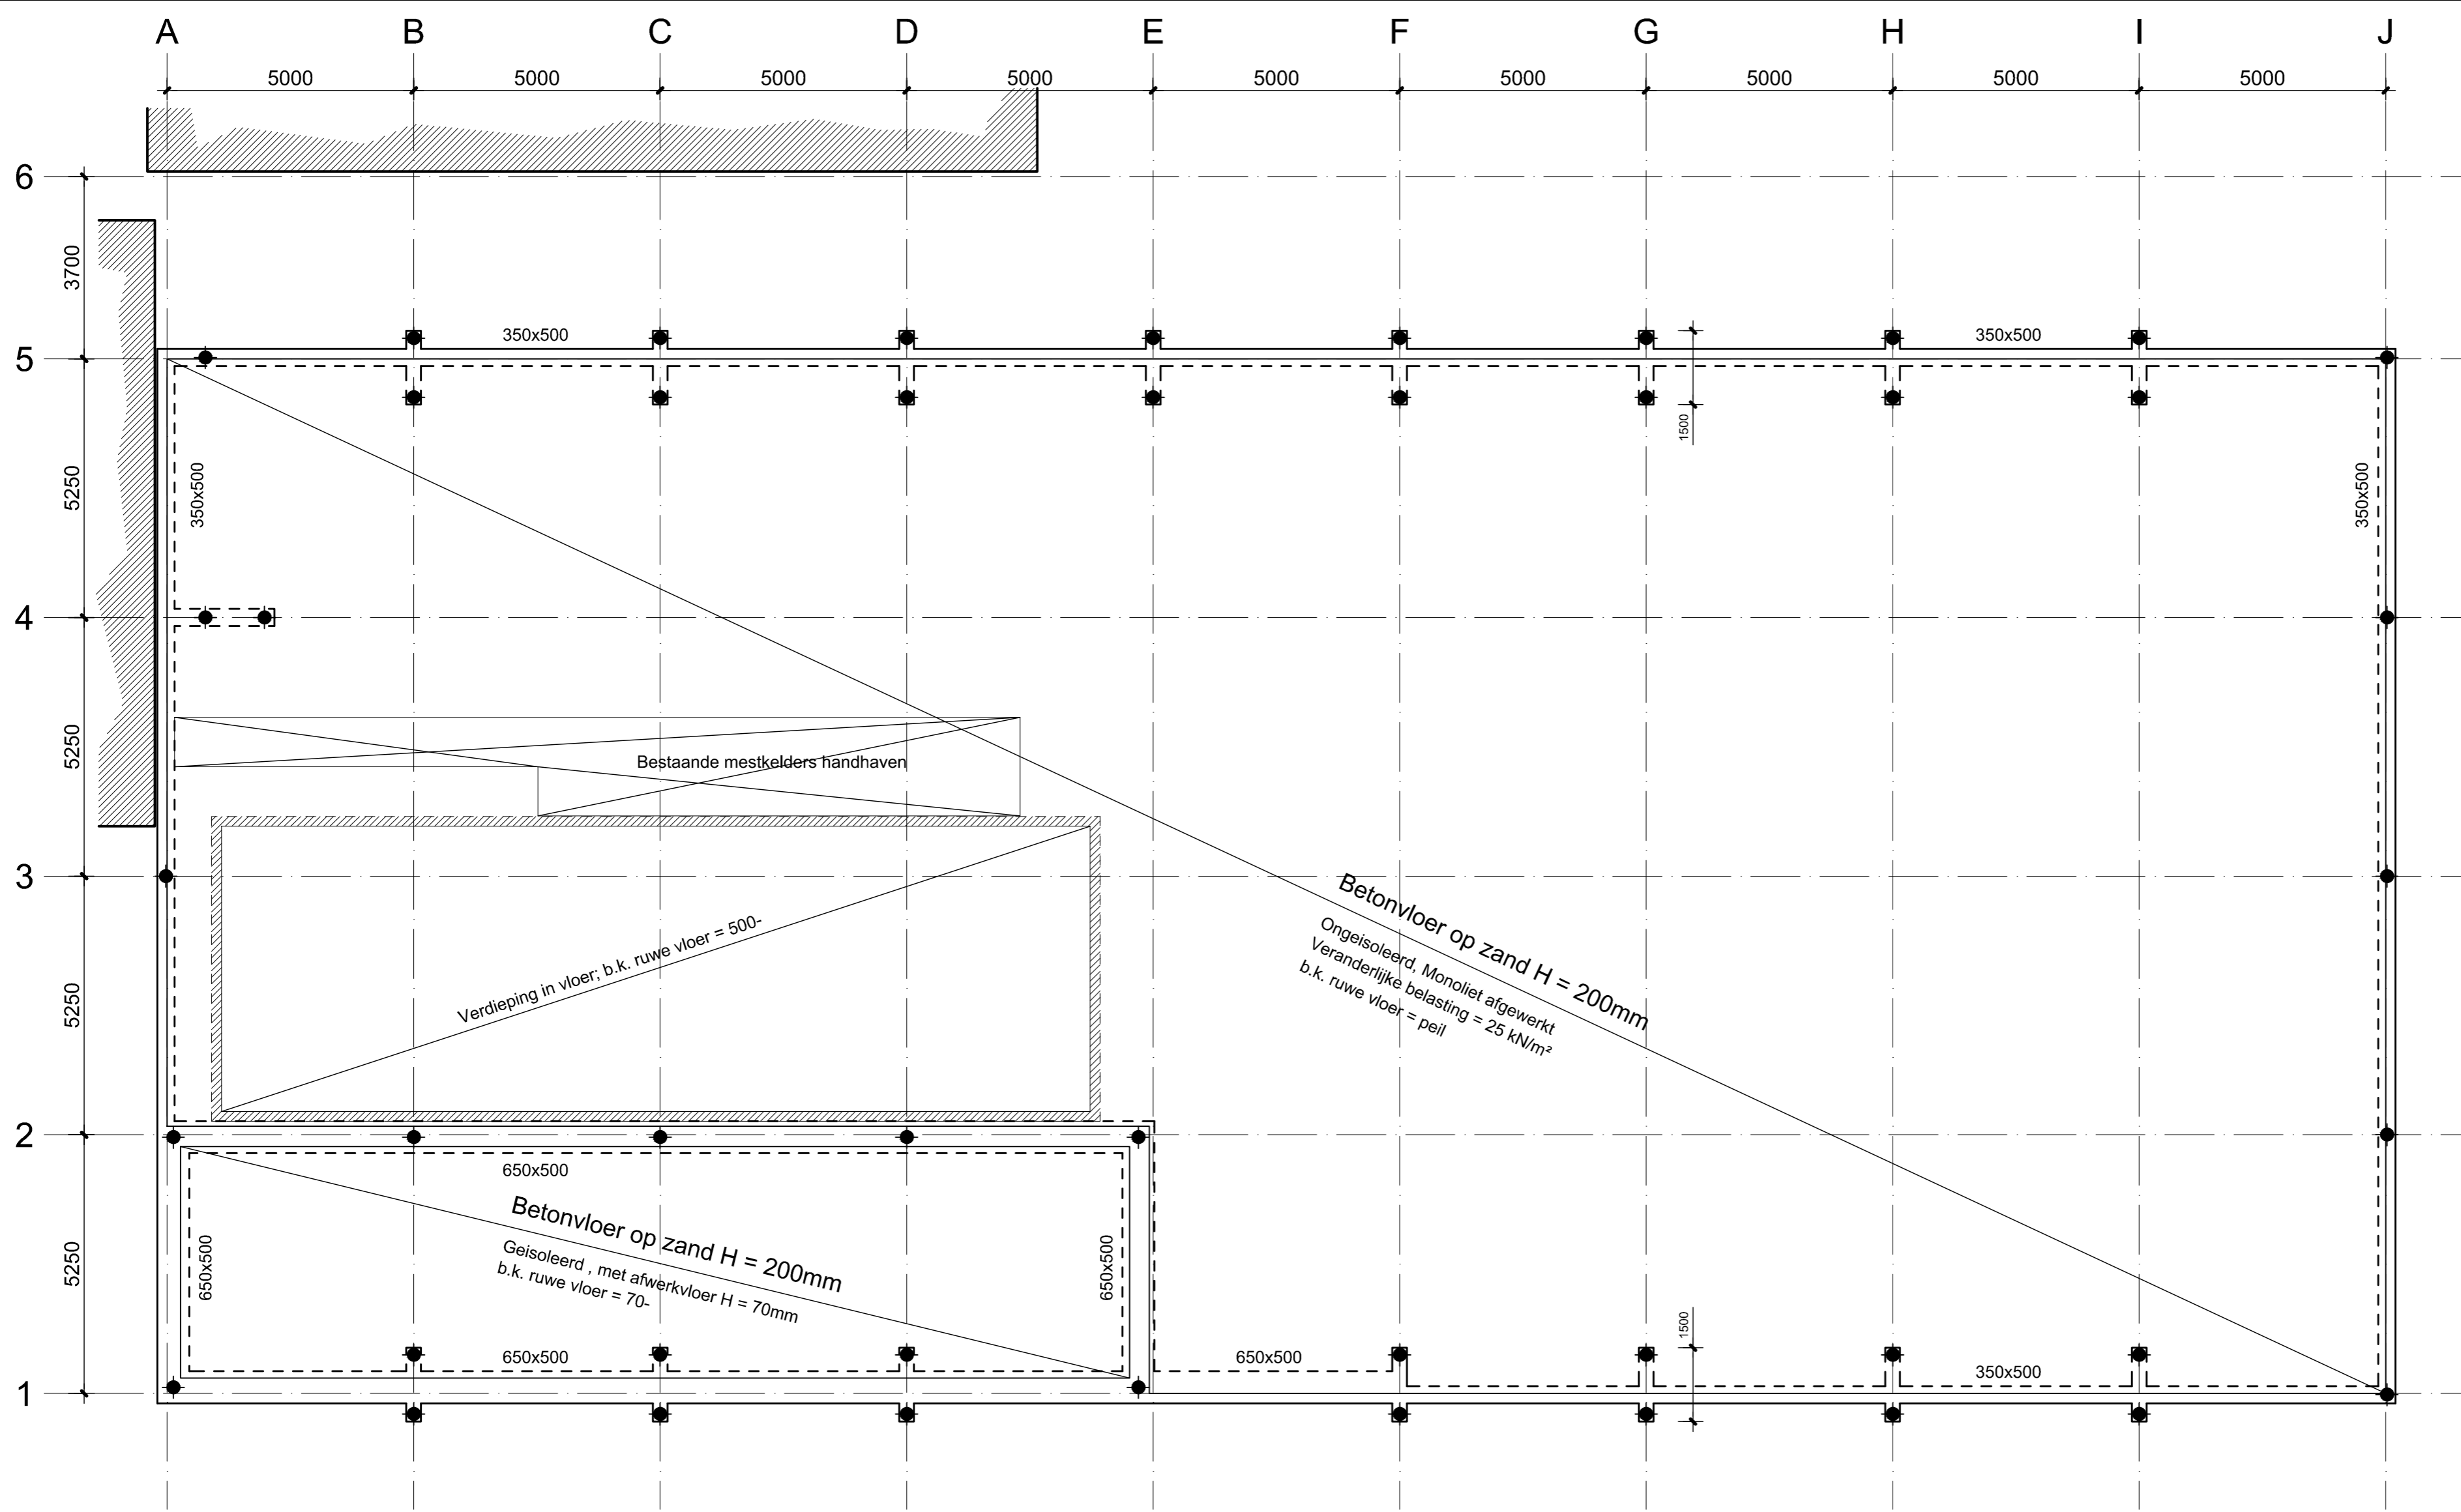 A B C D E F G H I J
5000 5000 5000 5000 5000 5000 5000 5000 5000
6
3700
5
350x500
350x500
5250
350x500
350x500
1500
4
5250
Bestaande mestkelders handhaven
3
Verdieping in vloer; b.k. ruwe vloer = 500-
Betonvloer op zand H = 200mm
Ongeisoleerd, Monoliet afgewerkt
Veranderlijke belasting = 25 kN/m²
b.k. ruwe vloer = peil
5250
2
650x500
Betonvloer op zand H = 200mm
Geisoleerd , met afwerkvloer H = 70mm
b.k. ruwe vloer = 70-
5250
650x500
650x500
650x500
650x500
1500
350x500
1